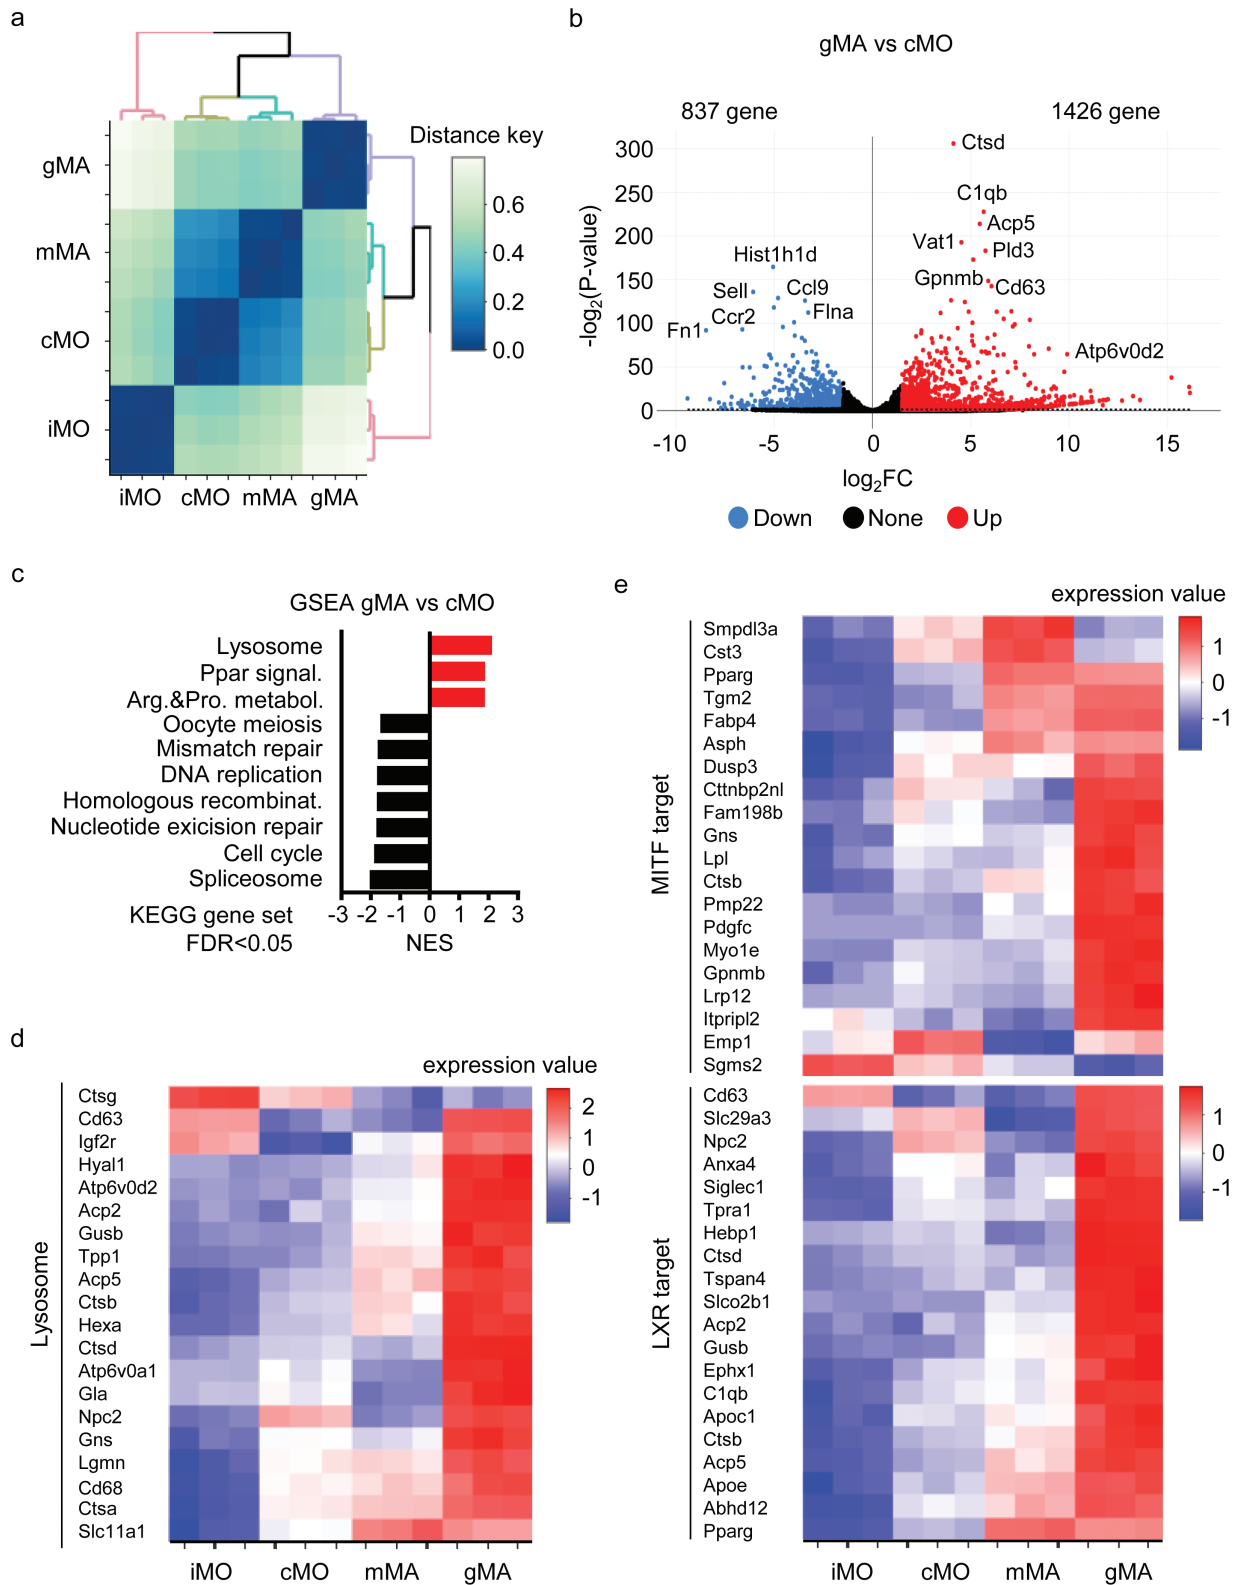 a
Distance key
gMA
mMA
cMO
iMO
0.6
0.4
0.2
0.0
iMO cMO mMA gMA
b
gMA vs cMO
837 gene
1426 gene
-log2(P-value)
300
250
200
150
100
50
0
Ctsd
C1qb
Acp5
Vat1
Pld3
Hist1h1d
Gpnmb
Cd63
Sell
Ccl9
Ccr2
Flna
Fn1
Atp6v0d2
-10 -5 0 5 10 15
log2FC
Down None Up
c
GSEA gMA vs cMO
Lysosome
Ppar signal.
Arg.&Pro. metabol.
Oocyte meiosis
Mismatch repair
DNA replication
Homologous recombinat.
Nucleotide exicision repair
Cell cycle
Spliceosome
-3 -2 -1 0 1 2 3
KEGG gene set
FDR<0.05
NES
d
expression value
Lysosome
Ctsg
Cd63
Igf2r
Hyal1
Atp6v0d2
Acp2
Gusb
Tpp1
Acp5
Ctsb
Hexa
Ctsd
Atp6v0a1
Gla
Npc2
Gns
Lgmn
Cd68
Ctsa
Slc11a1
2
1
0
-1
iMO cMO mMA gMA
e
expression value
MITF target
Smpdl3a
Cst3
Pparg
Tgm2
Fabp4
Asph
Dusp3
Cttnbp2nl
Fam198b
Gns
Lpl
Ctsb
Pmp22
Pdgfc
Myo1e
Gpnmb
Lrp12
Itpripl2
Emp1
Sgms2
1
0
-1
LXR target
Cd63
Slc29a3
Npc2
Anxa4
Siglec1
Tpra1
Hebp1
Ctsd
Tspan4
Slco2b1
Acp2
Gusb
Ephx1
C1qb
Apoc1
Ctsb
Acp5
Apoe
Abhd12
Pparg
1
0
-1
iMO cMO mMA gMA